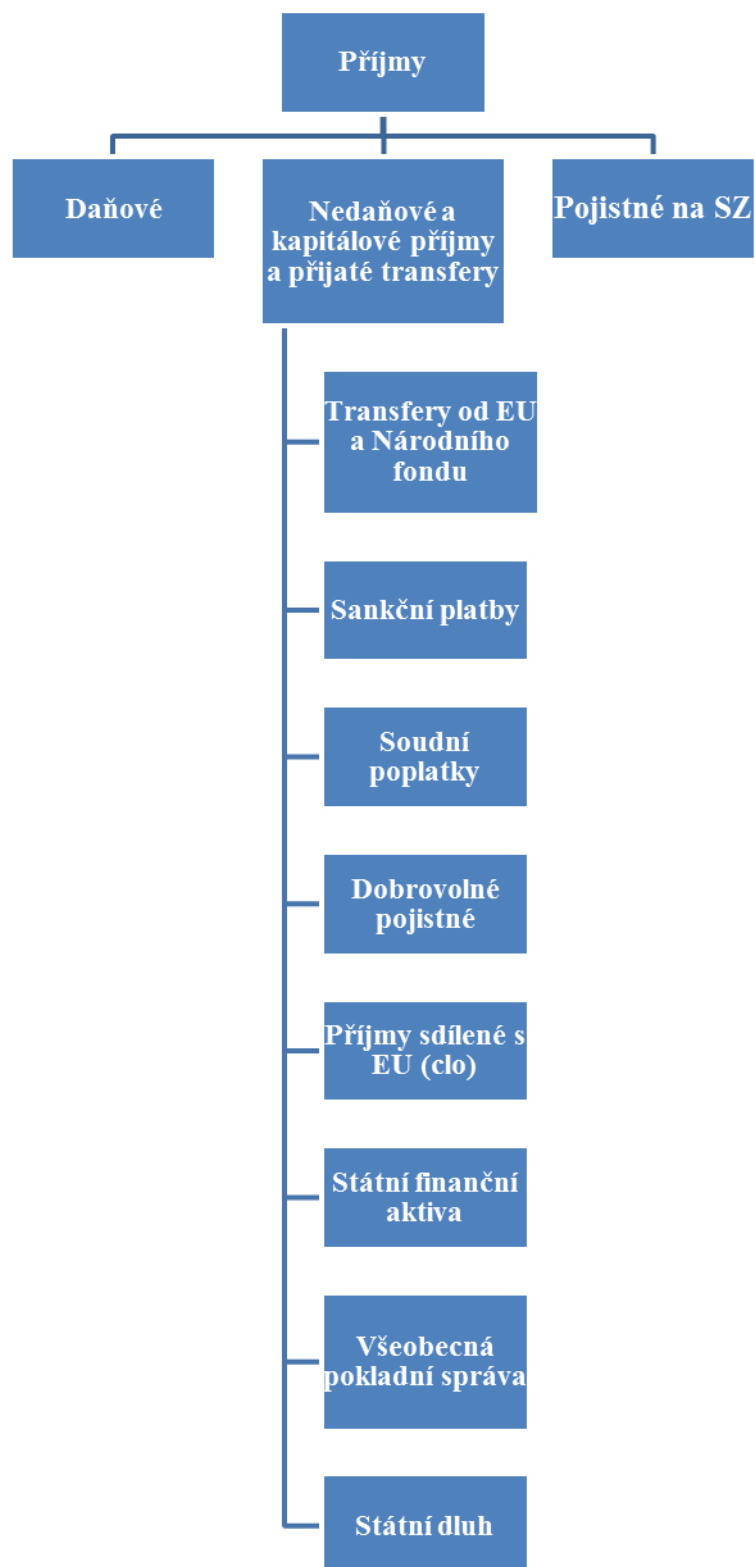 Příjmy
Daňové
Nedaňové a
kapitálové příjmy
a přijaté transfery
Pojistné na SZ
Transfery od EU
a Národního
fondu
Sankční platby
Soudní
poplatky
Dobrovolné
pojistné
Příjmy sdílené s
EU (clo)
Státní finanční
aktiva
Všeobecná
pokladní správa
Státní dluh